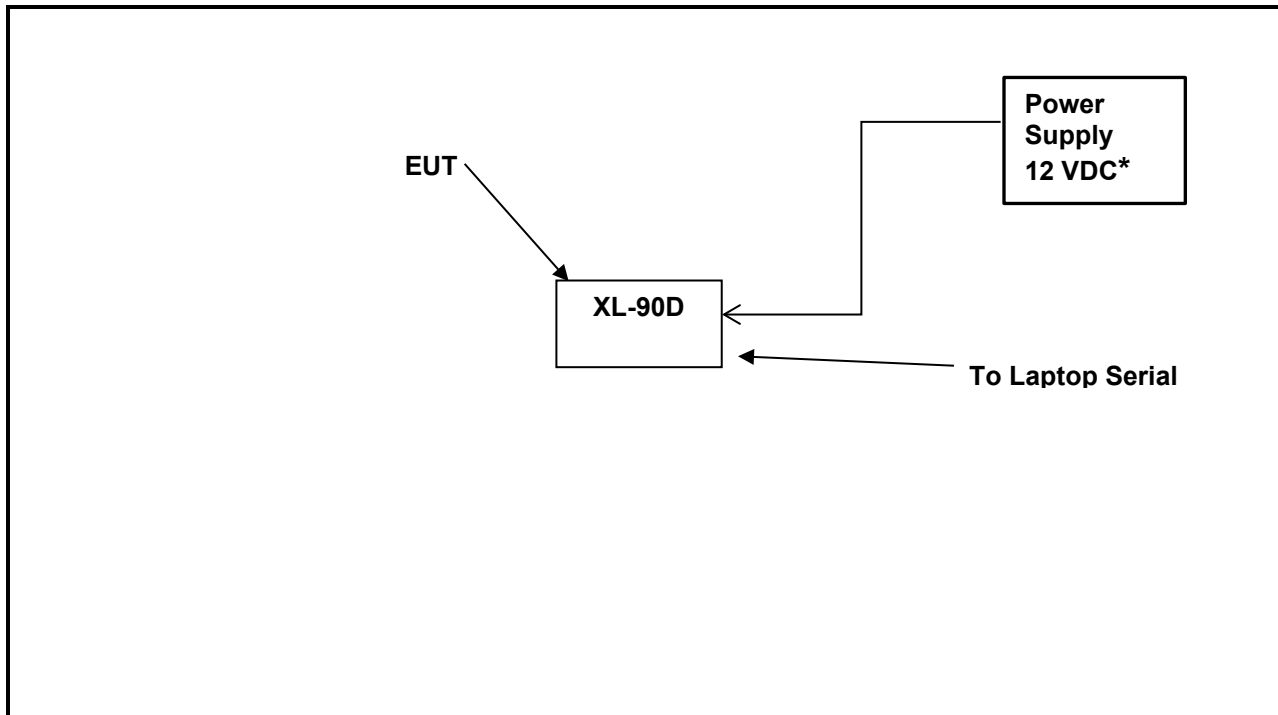 Power
Supply
12 VDC*
EUT
XL-90D
To Laptop Serial